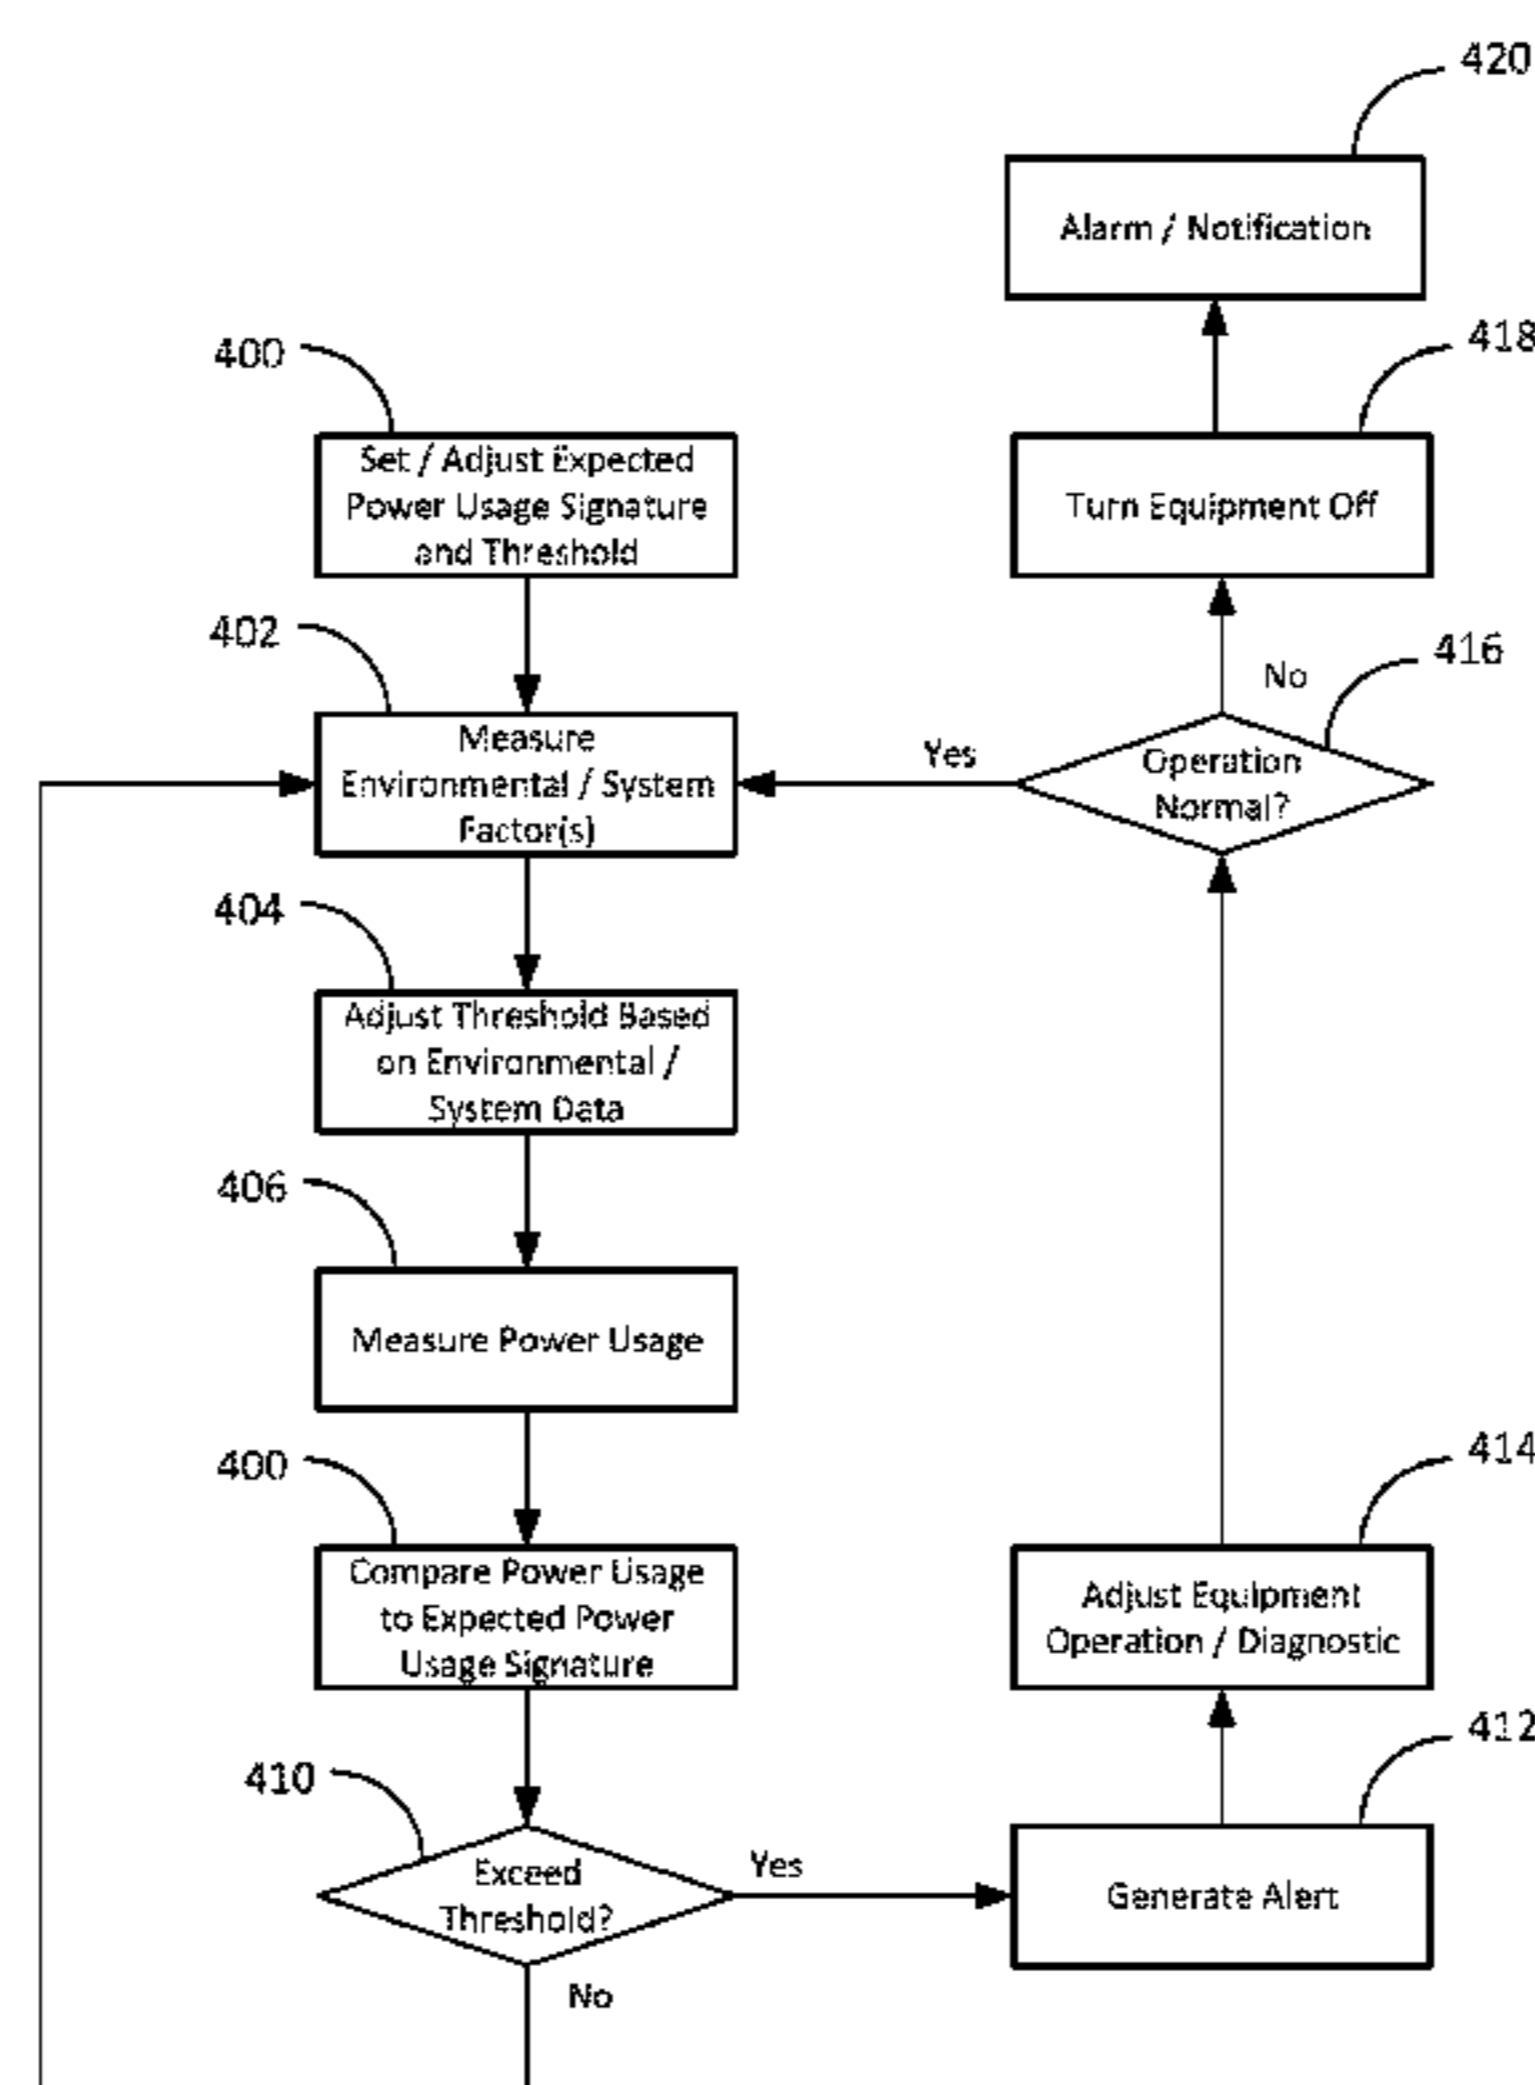 420
Alarm / Notification
400
418
Set / Adjust Expected
Power Usage Signature
and Threshold
Turn Equipment Off
402
416
No
Measure
Environmental / System
Factor(s)
Yes
Operation
Normal?
404
Adjust Threshold Based
on Environmental /
System Data
406
Measure Power Usage
400
414
Compare Power Usage
to Expected Power
Usage Signature
Adjust Equipment
Operation / Diagnostic
412
410
Exceed
Threshold?
Yes
Generate Alert
No